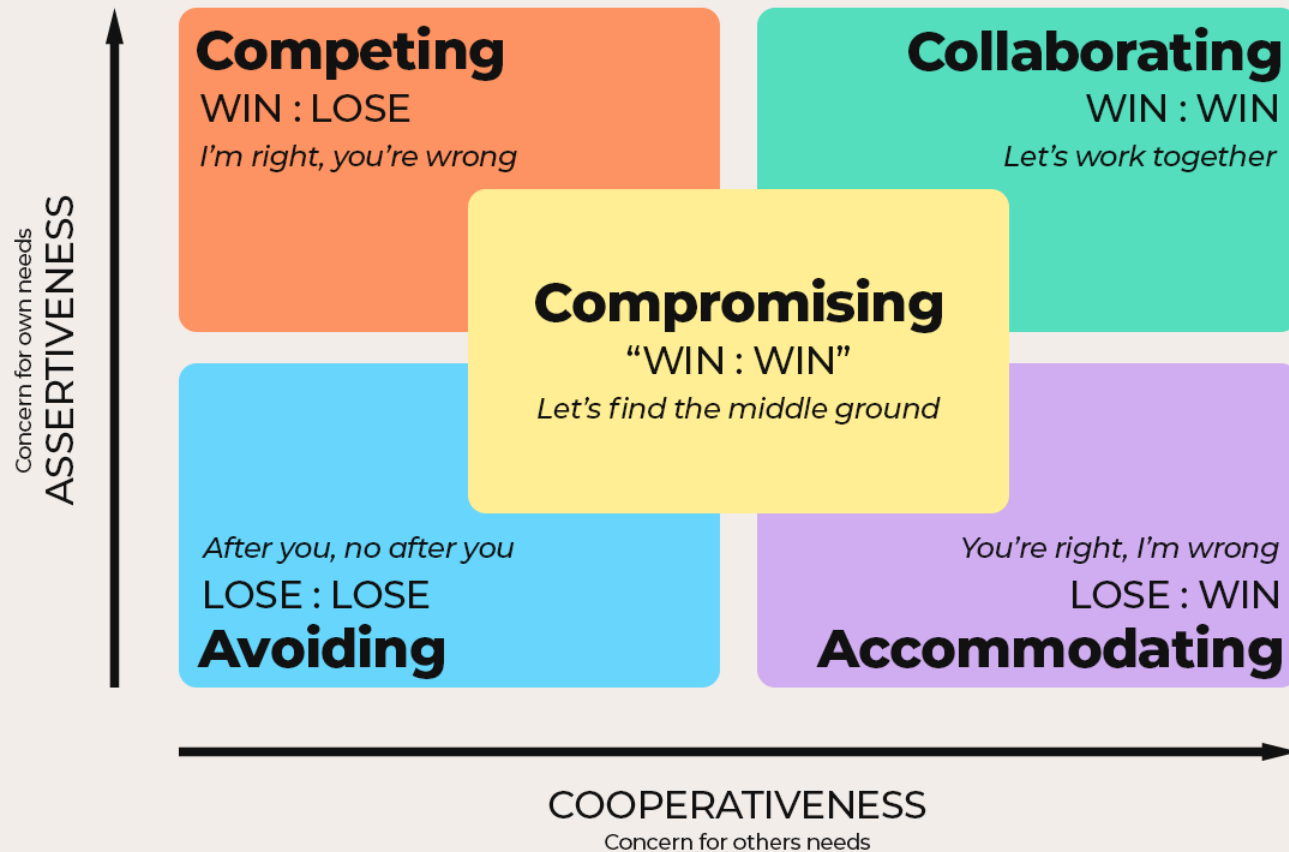 Competing
WIN : LOSE
I’m right, you’re wrong
Collaborating
WIN : WIN
Let’s work together
Compromising
“WIN : WIN”
Let’s find the middle ground
After you, no after you
LOSE : LOSE
Avoiding
You’re right, I’m wrong
LOSE : WIN
Accommodating
Concern for own needs
ASSERTIVENESS
COOPERATIVENESS
Concern for others needs